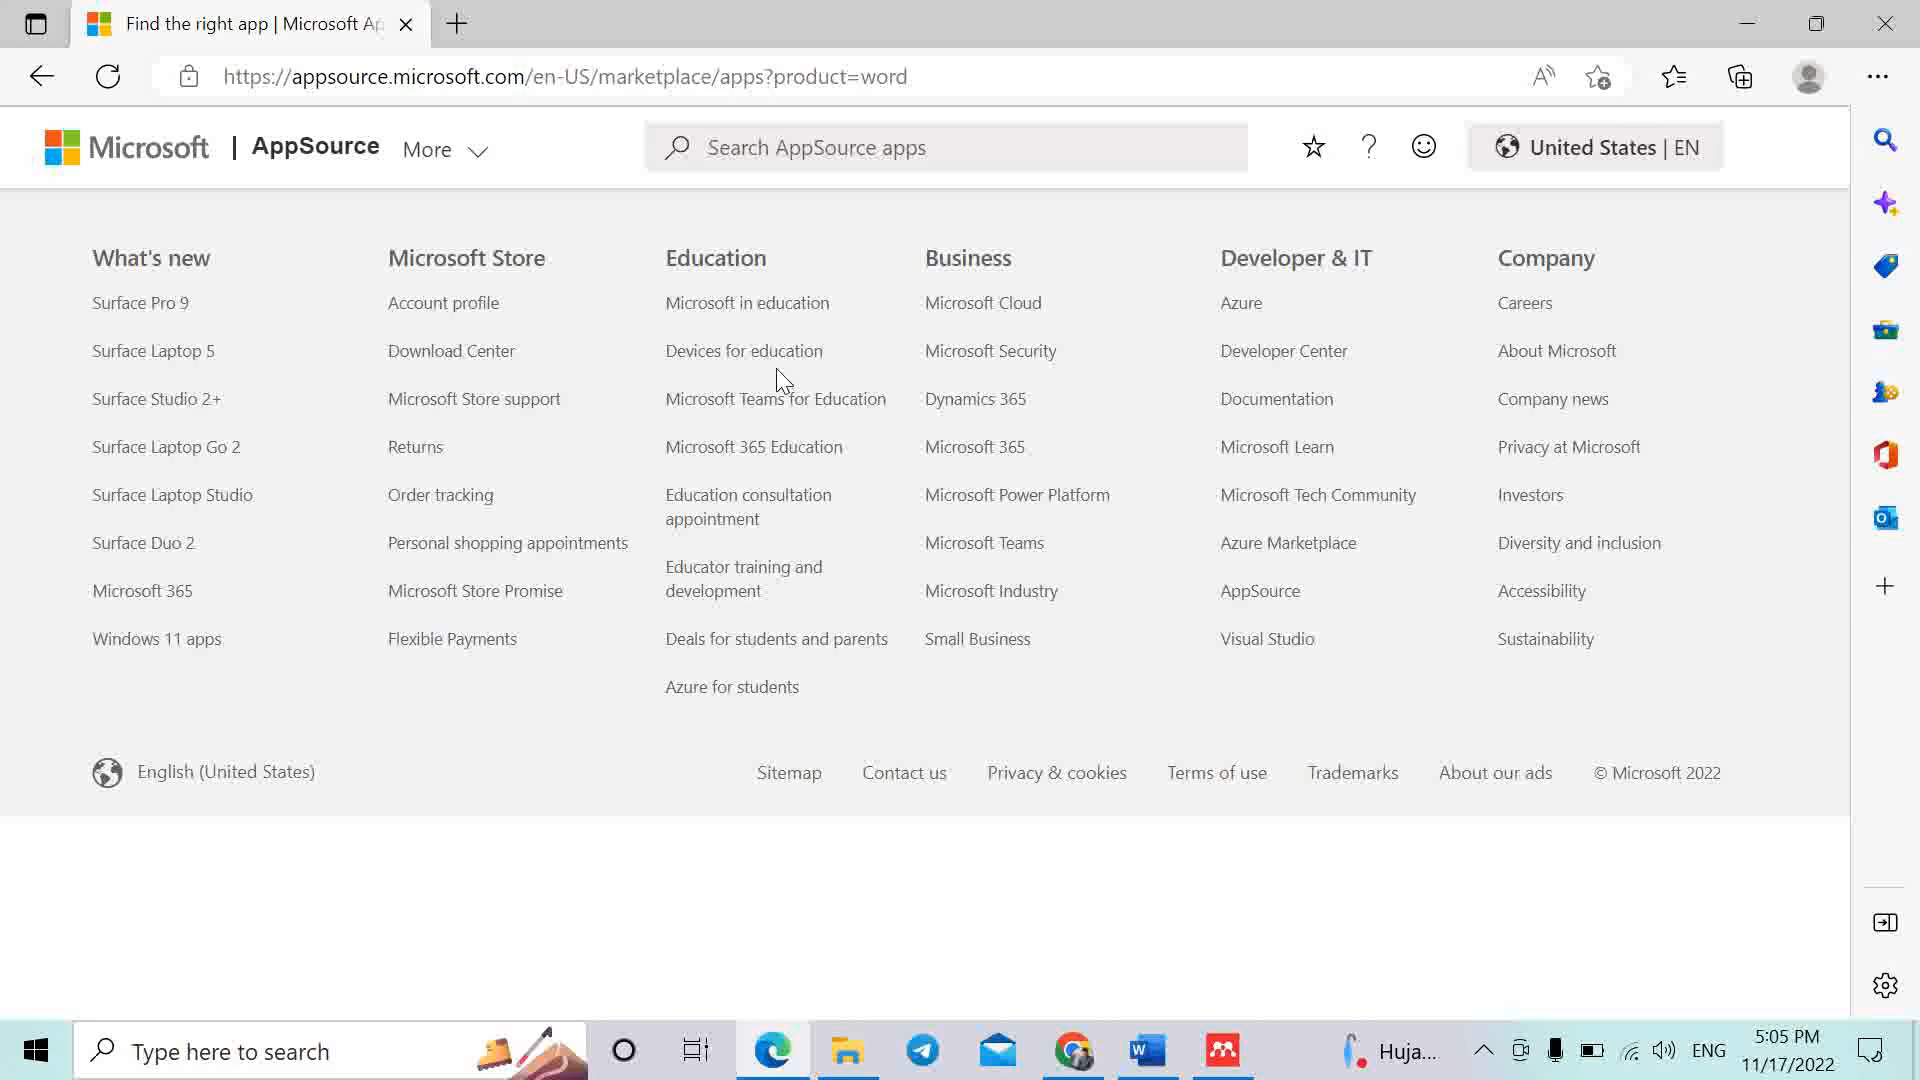 Find the right app | Microsoft Ap
https://appsource.microsoft.com/en-US/marketplace/apps?product=word
Microsoft | AppSource More
Search AppSource apps
United States | EN
What's new
Surface Pro 9
Surface Laptop 5
Surface Studio 2+
Surface Laptop Go 2
Surface Laptop Studio
Surface Duo 2
Microsoft 365
Windows 11 apps
Microsoft Store
Account profile
Download Center
Microsoft Store support
Returns
Order tracking
Personal shopping appointments
Microsoft Store Promise
Flexible Payments
Education
Microsoft in education
Devices for education
Microsoft Teams for Education
Microsoft 365 Education
Education consultation
appointment
Educator training and
development
Deals for students and parents
Azure for students
Business
Microsoft Cloud
Microsoft Security
Dynamics 365
Microsoft 365
Microsoft Power Platform
Microsoft Teams
Microsoft Industry
Small Business
Developer & IT
Azure
Developer Center
Documentation
Microsoft Learn
Microsoft Tech Community
Azure Marketplace
AppSource
Visual Studio
Company
Careers
About Microsoft
Company news
Privacy at Microsoft
Investors
Diversity and inclusion
Accessibility
Sustainability
English (United States)
Sitemap Contact us Privacy & cookies Terms of use Trademarks About our ads © Microsoft 2022
Type here to search
Huja...
ENG
5:05 PM
11/17/2022